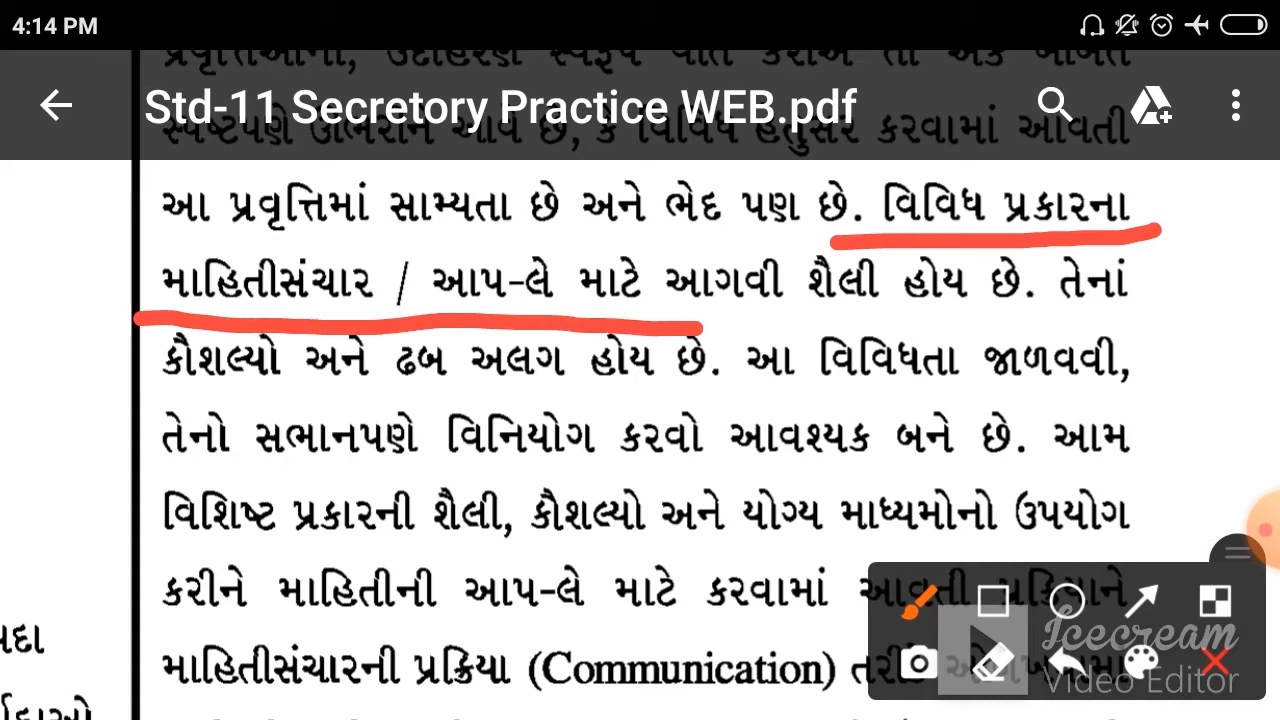 4:14 PM
Std-11 Secretory Practice WEB.pdf
આ પ્રવૃત્તિમાં સામ્યતા છે અને ભેદ પણ છે. વિવિધ પ્રકારના
માહિતીસંચાર / આપ-લે માટે આગવી શૈલી હોય છે. તેનાં
કૌશલ્યો અને ઢબ અલગ હોય છે. આ વિવિધતા જાળવવી,
તેનો સભાનપણે વિનિયોગ કરવો આવશ્યક બને છે. આમ
વિશિષ્ટ પ્રકારની શૈલી, કૌશલ્યો અને યોગ્ય માધ્યમોનો ઉપયોગ
કરીને માહિતીની આપ-લે માટે કરવામાં આવતી પ્રક્રિયાને
માહિતીસંચારની પ્રક્રિયા (Communication)
Icecream
Video Editor